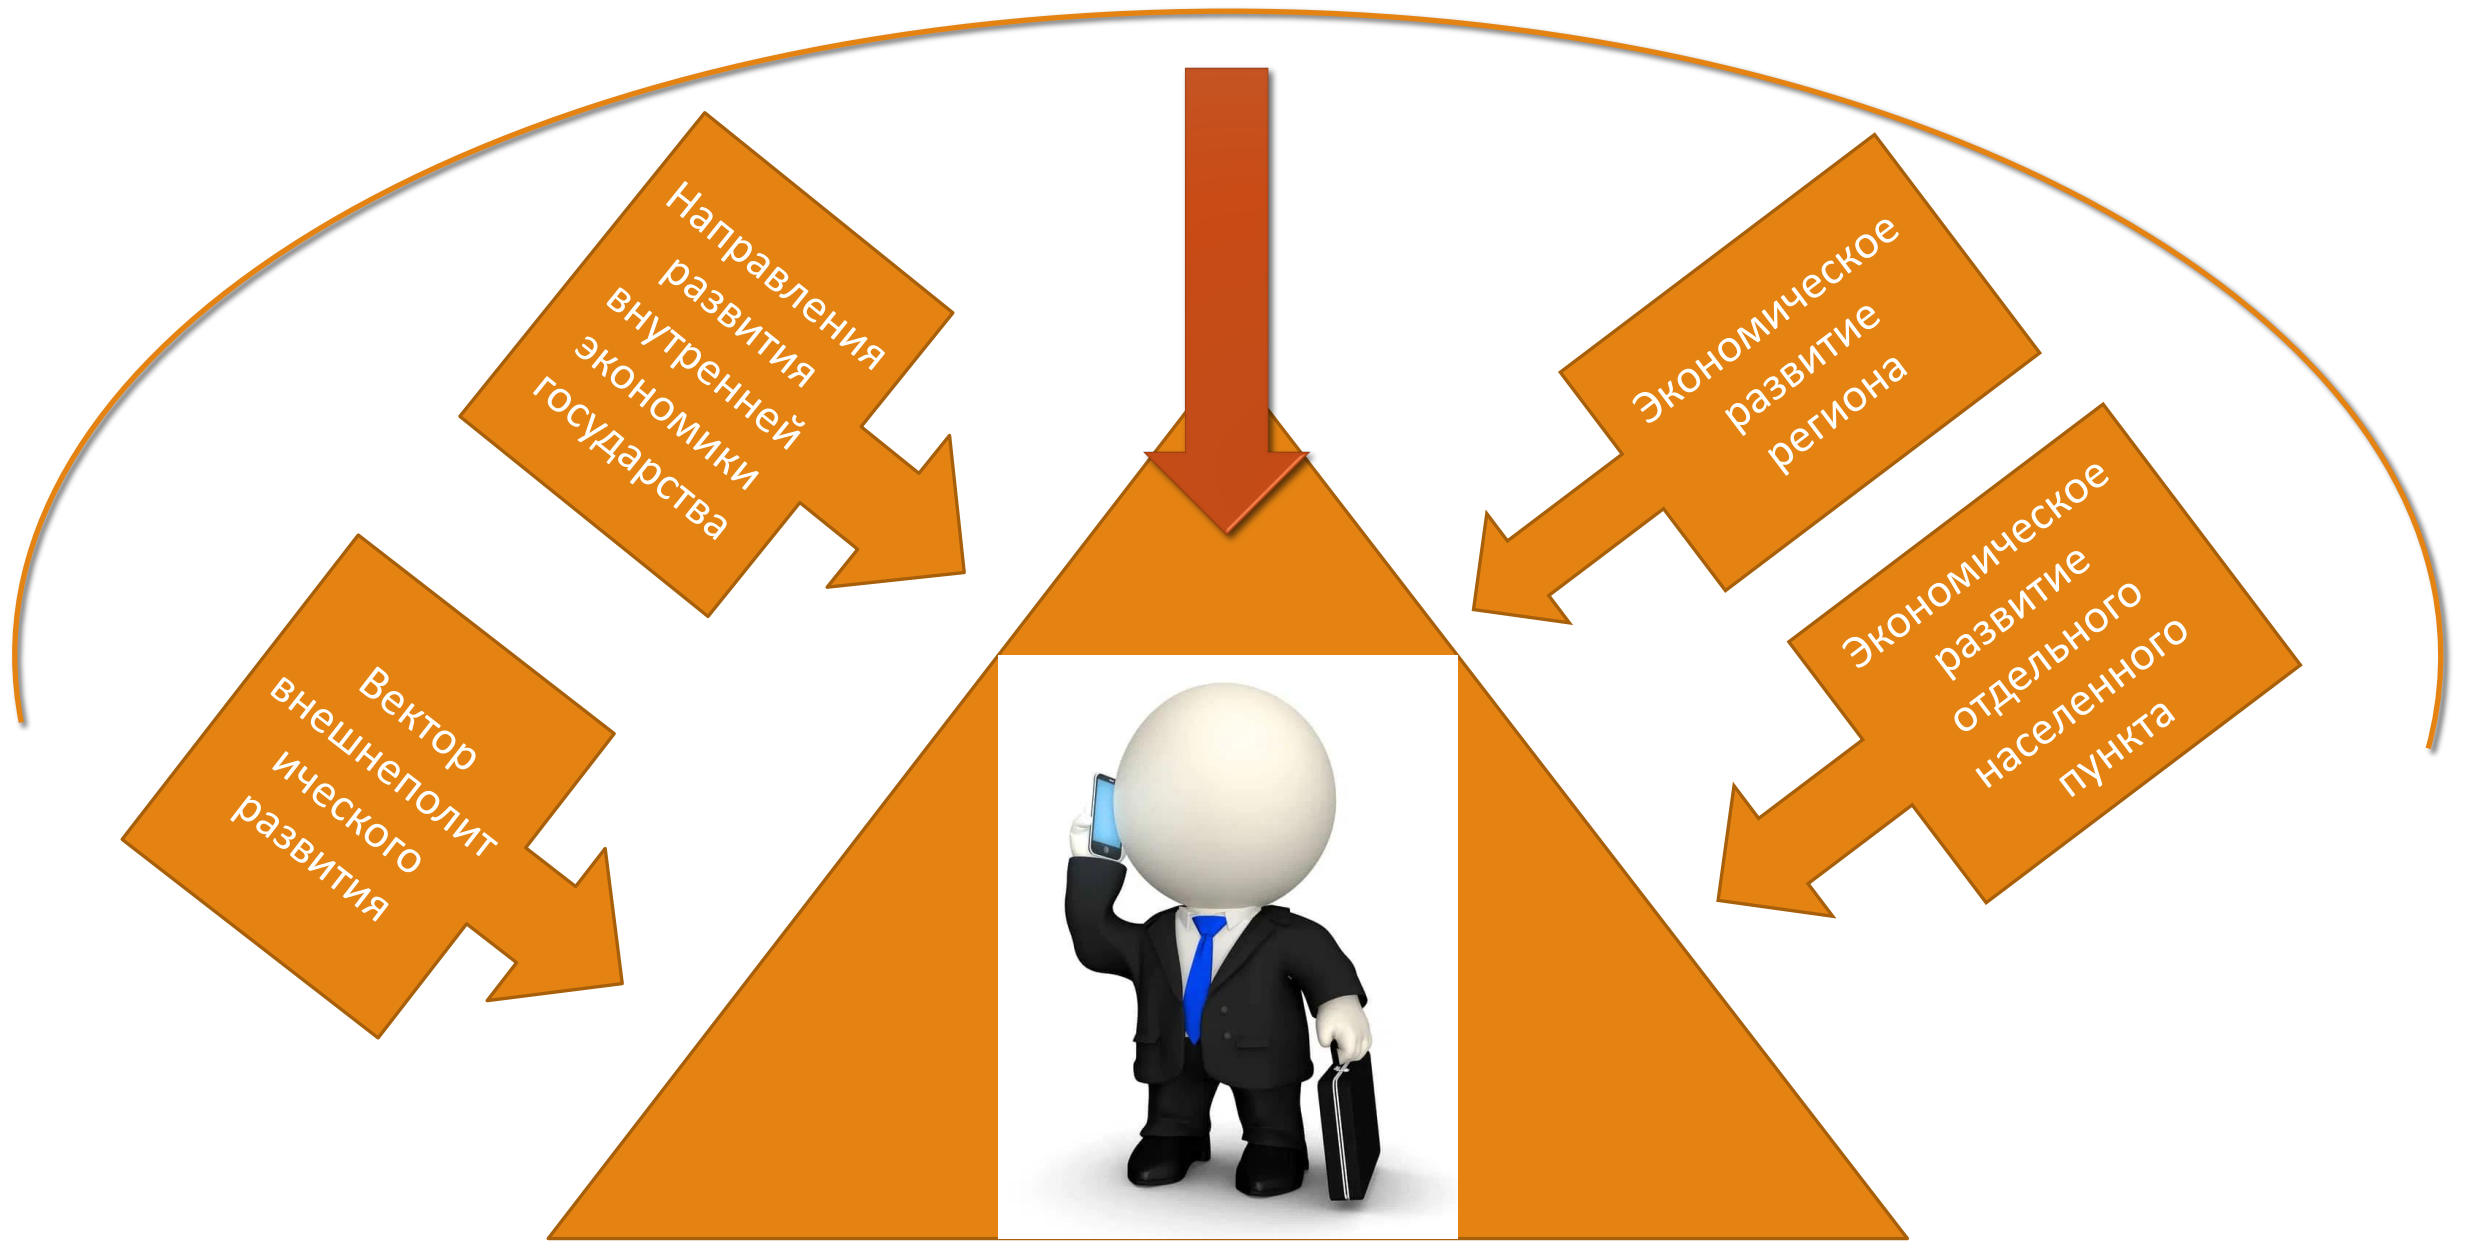 Направления
развития
внутренней
экономики
государства
Вектор
внешнеполит
ического
развития
Экономическое
развитие
региона
Экономическое
развитие
отдельного
населенного
пункта